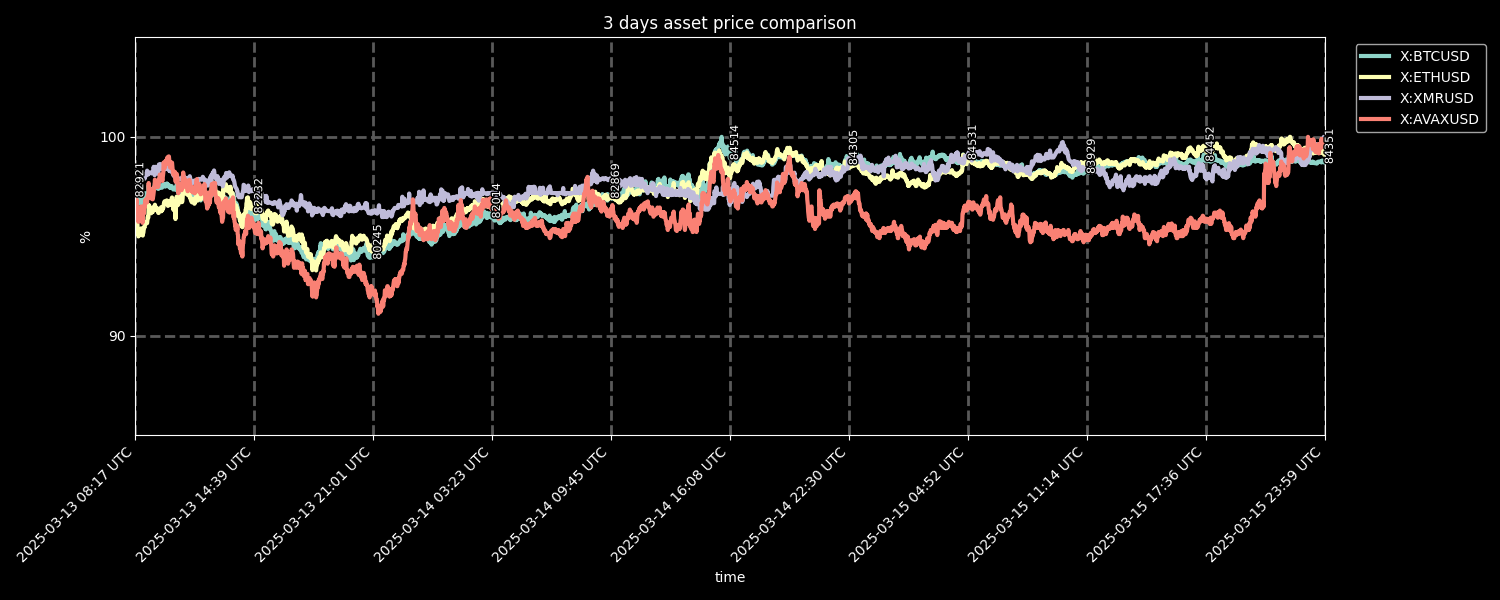 3 days asset price comparison
X:BTCUSD
X:ETHUSD
X:XMRUSD
X:AVAXUSD
%
100
90
82921
82232
80245
82014
82869
84514
84305
84531
83929
84452
84351
2025-03-13 08:17 UTC
2025-03-13 14:39 UTC
2025-03-13 21:01 UTC
2025-03-14 03:23 UTC
2025-03-14 09:45 UTC
2025-03-14 16:08 UTC
2025-03-14 22:30 UTC
2025-03-15 04:52 UTC
2025-03-15 11:14 UTC
2025-03-15 17:36 UTC
2025-03-15 23:59 UTC
time